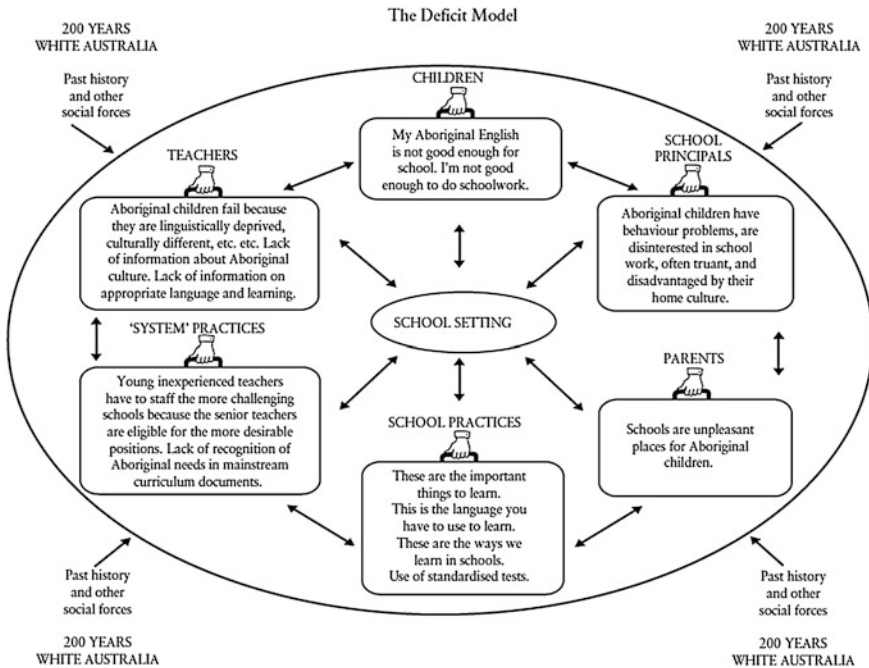 The Deficit Model
200 YEARS
WHITE AUSTRALIA
Past history
and other
social forces
200 YEARS
WHITE AUSTRALIA
Past history
and other
social forces
CHILDREN
My Aboriginal English
is not good enough for
school. I'm not good
enough to do schoolwork.
TEACHERS
Aboriginal children fail because
they are linguistically deprived,
culturally different, etc. etc. Lack
of information about Aboriginal
culture. Lack of information on
appropriate language and learning.
SCHOOL
PRINCIPALS
Aboriginal children have
behaviour problems, are
disinterested in school
work, often truant, and
disadvantaged by their
home culture.
SCHOOL SETTING
'SYSTEM' PRACTICES
Young inexperienced teachers
have to staff the more challenging
schools because the senior teachers
are eligible for the more desirable
positions. Lack of recognition of
Aboriginal needs in mainstream
curriculum documents.
SCHOOL PRACTICES
These are the important
things to learn.
This is the language you
have to use to learn.
These are the ways we
learn in schools.
Use of standardised tests.
PARENTS
Schools are unpleasant
places for Aboriginal
children.
Past history
and other
social forces
200 YEARS
WHITE AUSTRALIA
Past history
and other
social forces
200 YEARS
WHITE AUSTRALIA